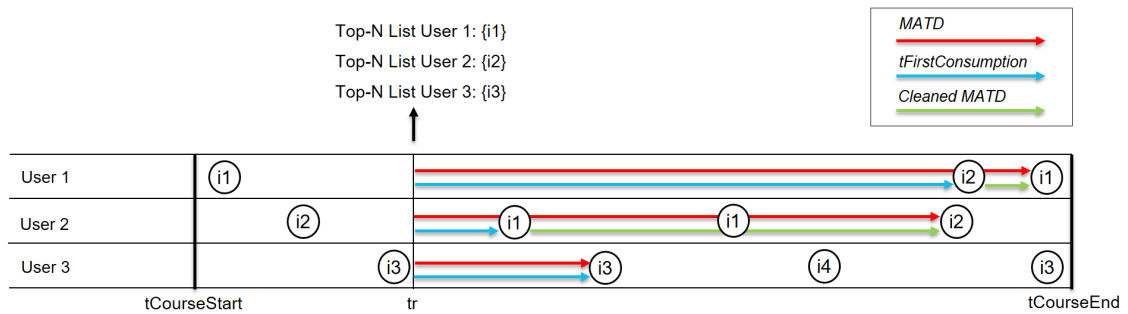 Top-N List User 1: {i1}
Top-N List User 2: {i2}
Top-N List User 3: {i3}
MATD
tFirstConsumption
Cleaned MATD
User 1 i1 i2 i1
User 2 i2 i1 i1 i2
User 3 i3 i3 i4 i3
tCourseStart tr tCourseEnd